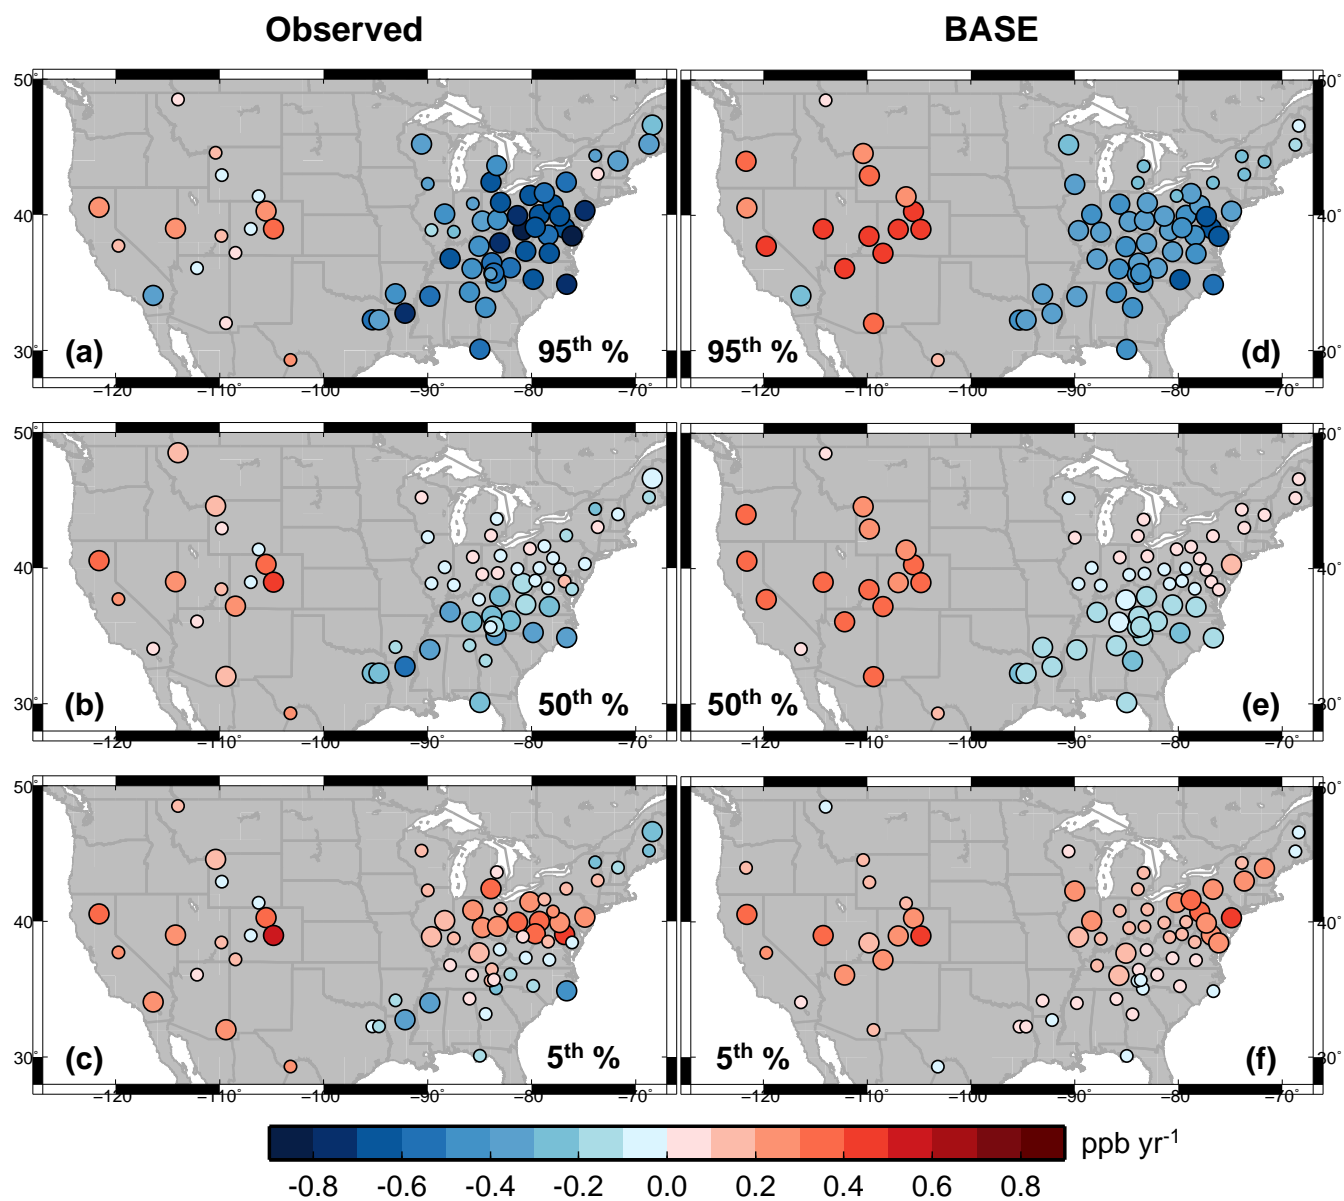 Observed BASE
50° 50°
40° 40°
(a) 95th % 95th % (d)
30° 30°
−120 −110 −100 −90 −80 −70 −120 −110 −100 −90 −80 −70
50° 50°
40° 40°
(b) 50th % 50th % (e)
30° 30°
−120 −110 −100 −90 −80 −70 −120 −110 −100 −90 −80 −70
50° 50°
40° 40°
(c) 5th % 5th % (f)
30° 30°
−120 −110 −100 −90 −80 −70 −120 −110 −100 −90 −80 −70
ppb yr-1
-0.8 -0.6 -0.4 -0.2 0.0 0.2 0.4 0.6 0.8